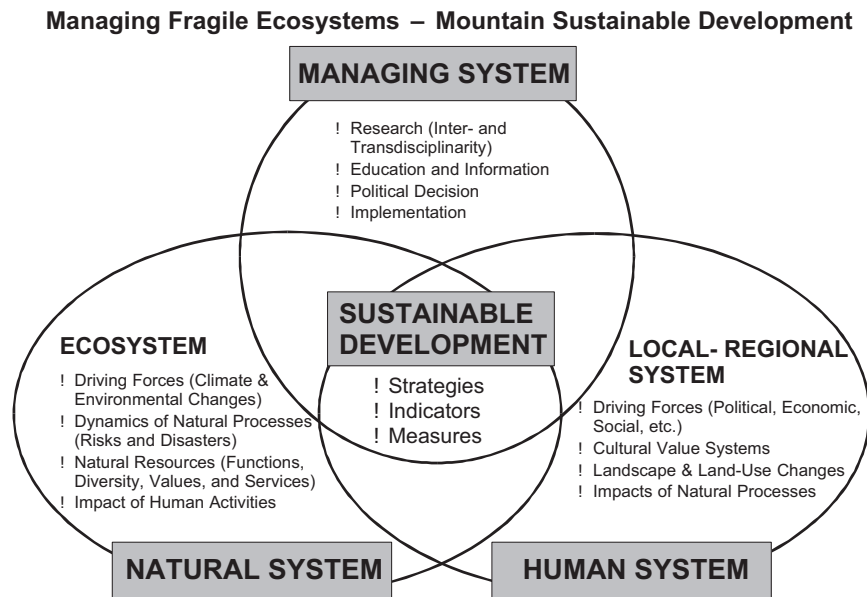 Managing Fragile Ecosystems – Mountain Sustainable Development
MANAGING SYSTEM
! Research (Inter- and
Transdisciplinarity)
! Education and Information
! Political Decision
! Implementation
SUSTAINABLE
DEVELOPMENT
! Strategies
! Indicators
! Measures
ECOSYSTEM
! Driving Forces (Climate &
Environmental Changes)
! Dynamics of Natural Processes
(Risks and Disasters)
! Natural Resources (Functions,
Diversity, Values, and Services)
! Impact of Human Activities
LOCAL- REGIONAL
SYSTEM
! Driving Forces (Political, Economic,
Social, etc.)
! Cultural Value Systems
! Landscape & Land-Use Changes
! Impacts of Natural Processes
NATURAL SYSTEM
HUMAN SYSTEM